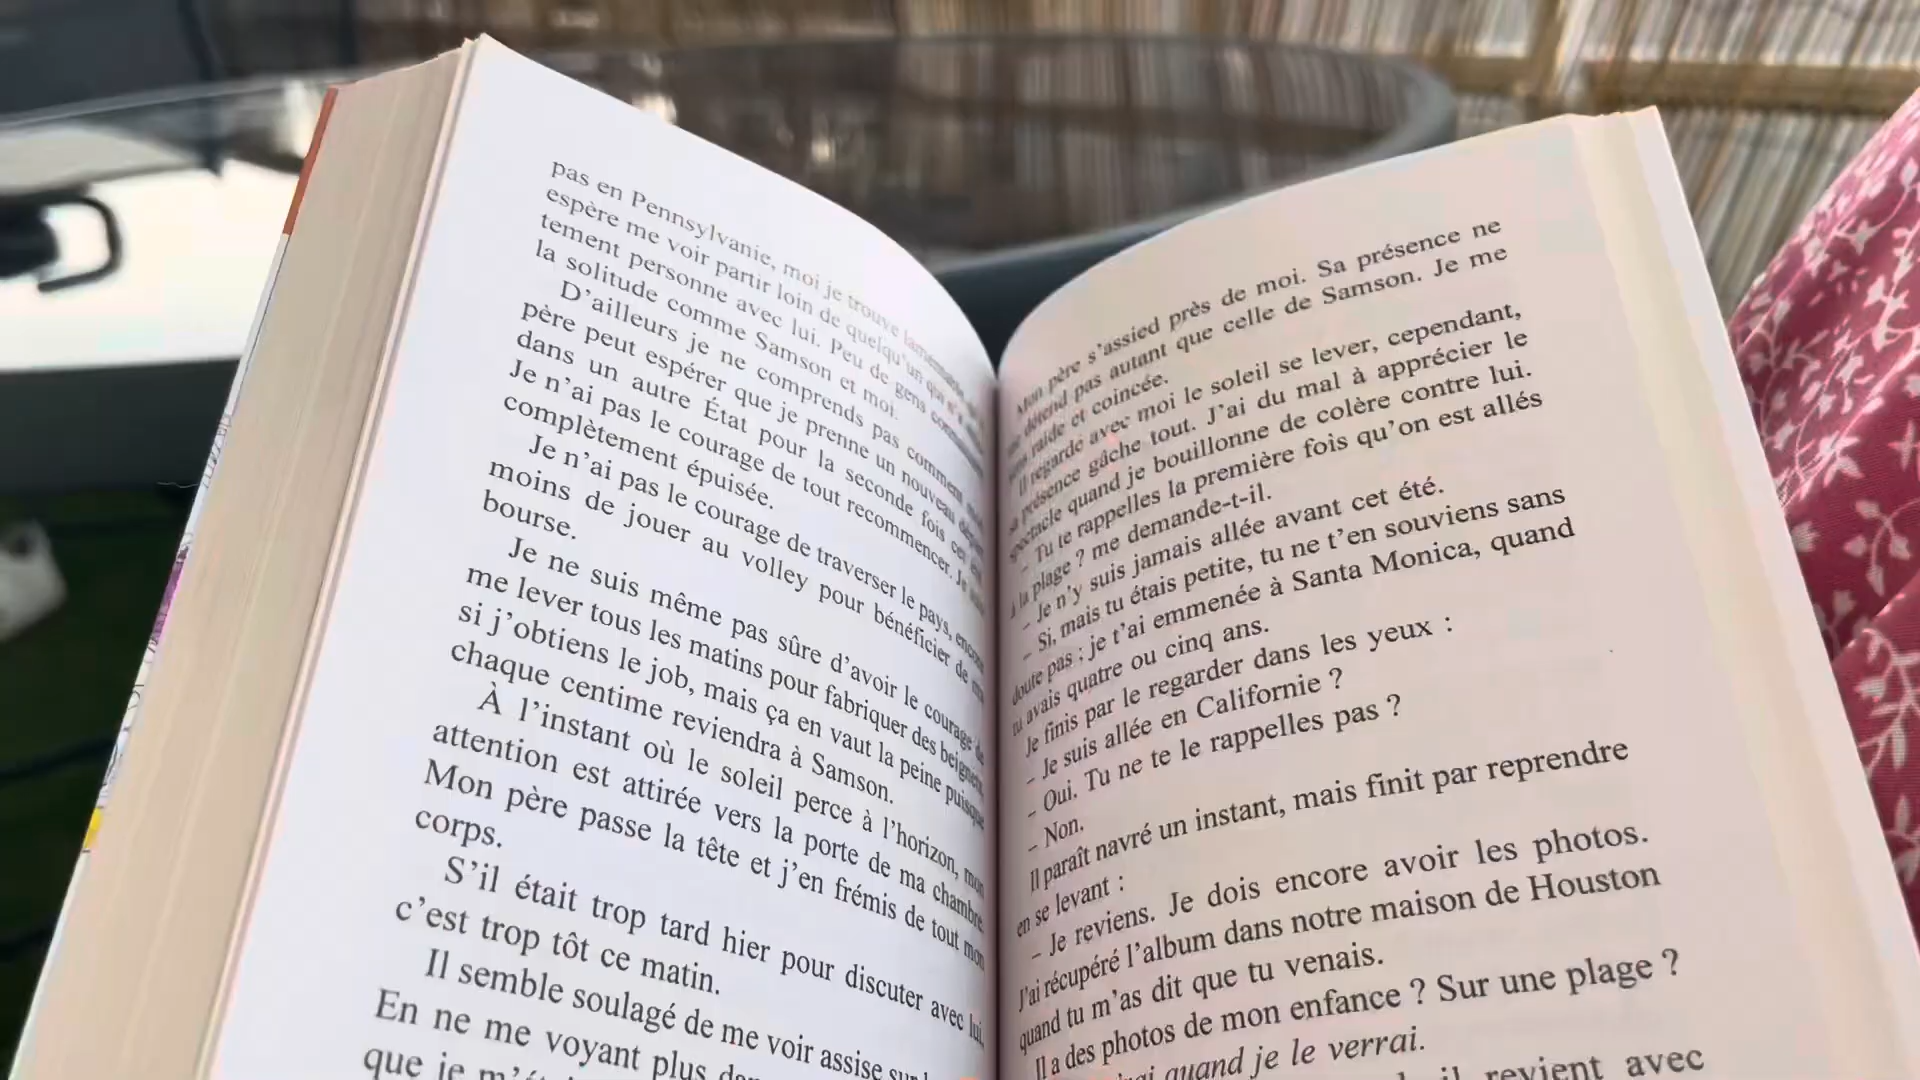 pas en Pennsylvanie, moi je trouve lamentable
espère me voir partir loin de quelqu'un qui n'a
tement personne avec lui. Peu de gens connaissent
la solitude comme Samson et moi.
D'ailleurs je ne comprends pas comment mon
père peut espérer que je prenne un nouveau départ
dans un autre État pour la seconde fois cet été.
Je n'ai pas le courage de tout recommencer. Je suis
complètement épuisée.
Je n'ai pas le courage de traverser le pays, encore
moins de jouer au volley pour bénéficier de ma
bourse.
Je ne suis même pas sûre d'avoir le courage de
me lever tous les matins pour fabriquer des beignets,
si j'obtiens le job, mais ça en vaut la peine puisque
chaque centime reviendra à Samson.
À l'instant où le soleil perce à l'horizon, mon
attention est attirée vers la porte de ma chambre.
Mon père passe la tête et j'en frémis de tout mon
corps.
S'il était trop tard hier pour discuter avec lui,
c'est trop tôt ce matin.
Il semble soulagé de me voir assise sur
En ne me voyant plus
que je
Mon père s'assied près de moi. Sa présence ne
me détend pas autant que celle de Samson. Je me
sens raide et coincée.
Il regarde avec moi le soleil se lever, cependant,
sa présence gâche tout. J'ai du mal à apprécier le
spectacle quand je bouillonne de colère contre lui.
– Tu te rappelles la première fois qu'on est allés
à la plage ? me demande-t-il.
– Je n'y suis jamais allée avant cet été.
– Si, mais tu étais petite, tu ne t'en souviens sans
doute pas ; je t'ai emmenée à Santa Monica, quand
tu avais quatre ou cinq ans.
Je finis par le regarder dans les yeux :
– Je suis allée en Californie ?
– Oui. Tu ne te le rappelles pas ?
– Non.
Il paraît navré un instant, mais finit par reprendre
en se levant :
– Je reviens. Je dois encore avoir les photos.
J'ai récupéré l'album dans notre maison de Houston
quand tu m'as dit que tu venais.
Il a des photos de mon enfance ? Sur une plage ?
quand je le verrai.
il revient avec